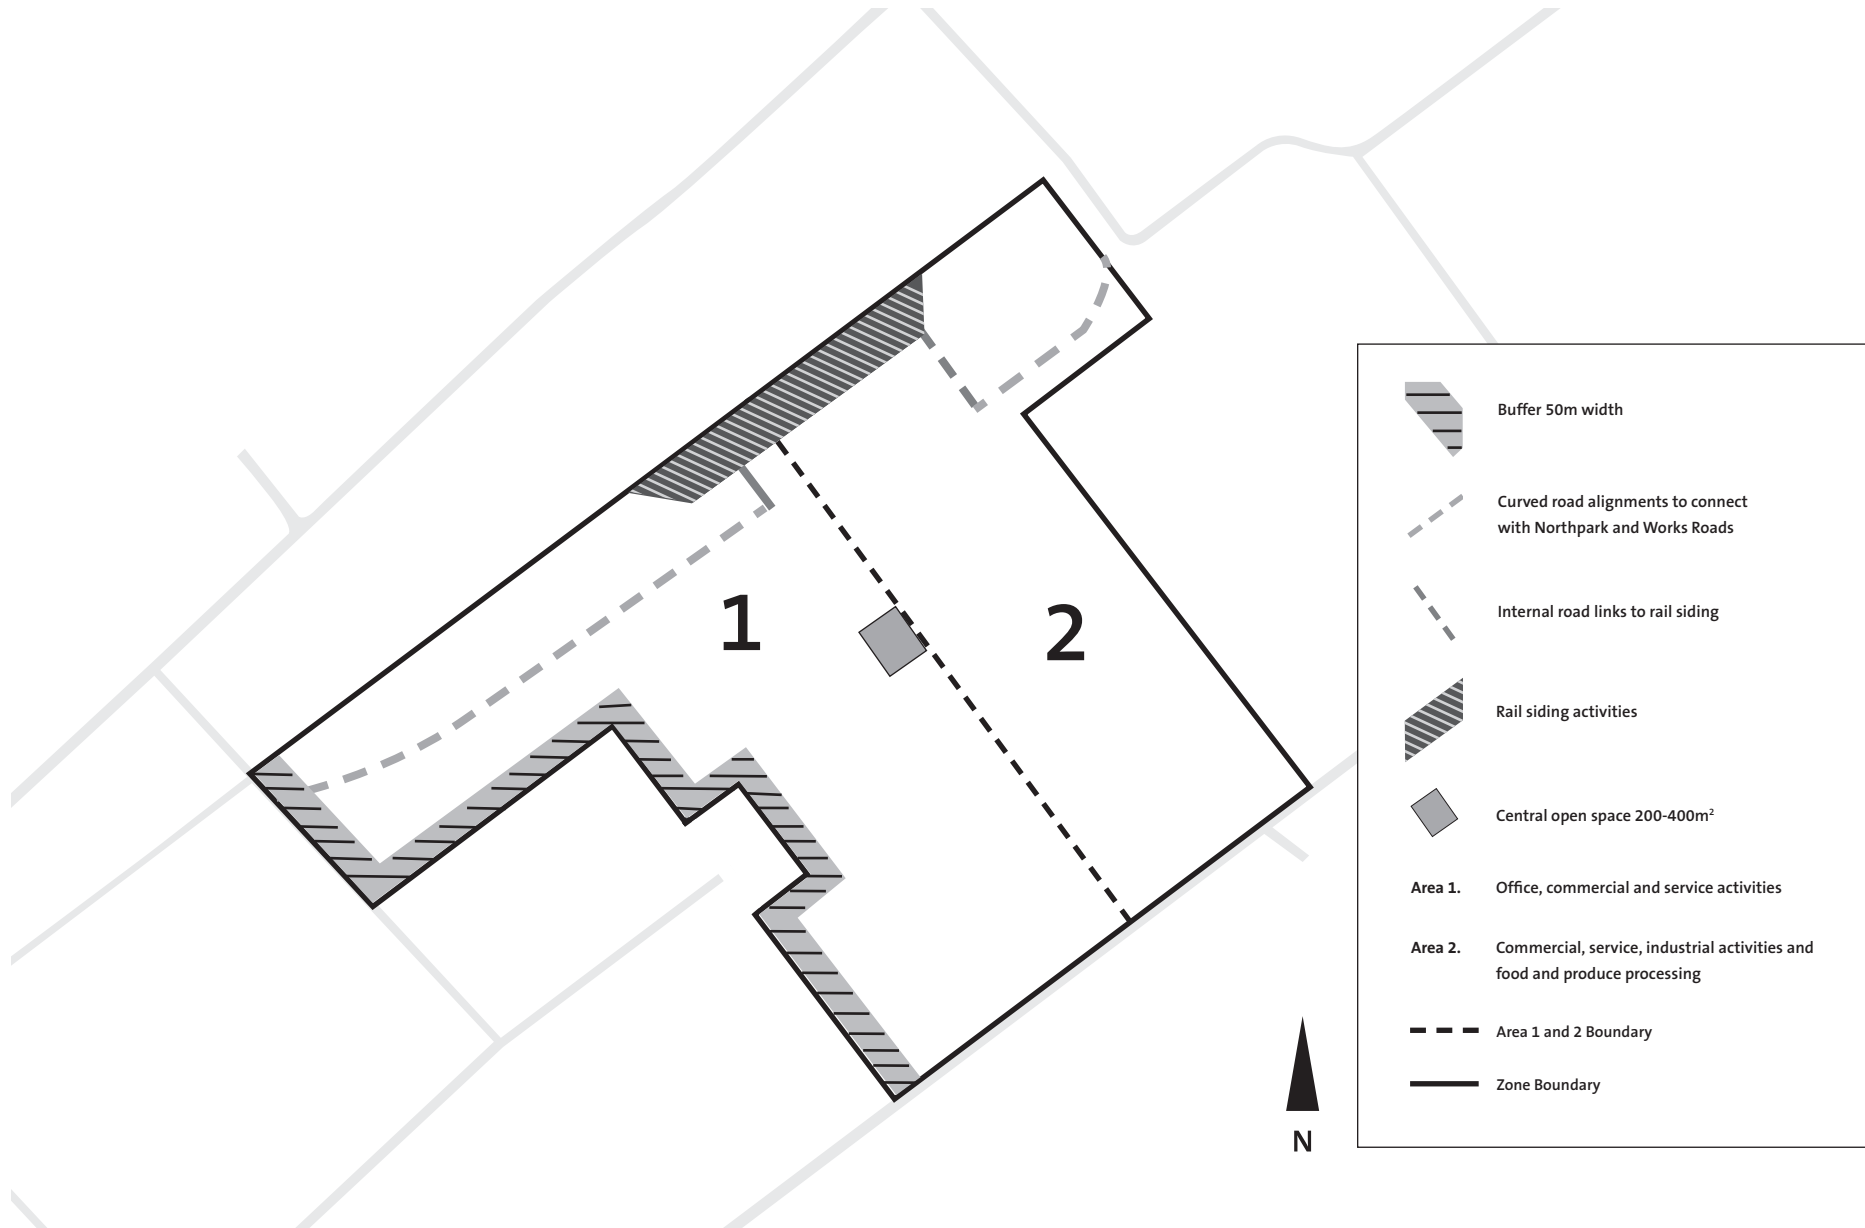 1
2
Buffer 50m width
Curved road alignments to connect
with Northpark and Works Roads
Internal road links to rail siding
Rail siding activities
Central open space 200-400m²
Area 1. Office, commercial and service activities
Area 2. Commercial, service, industrial activities and
food and produce processing
Area 1 and 2 Boundary
Zone Boundary
N